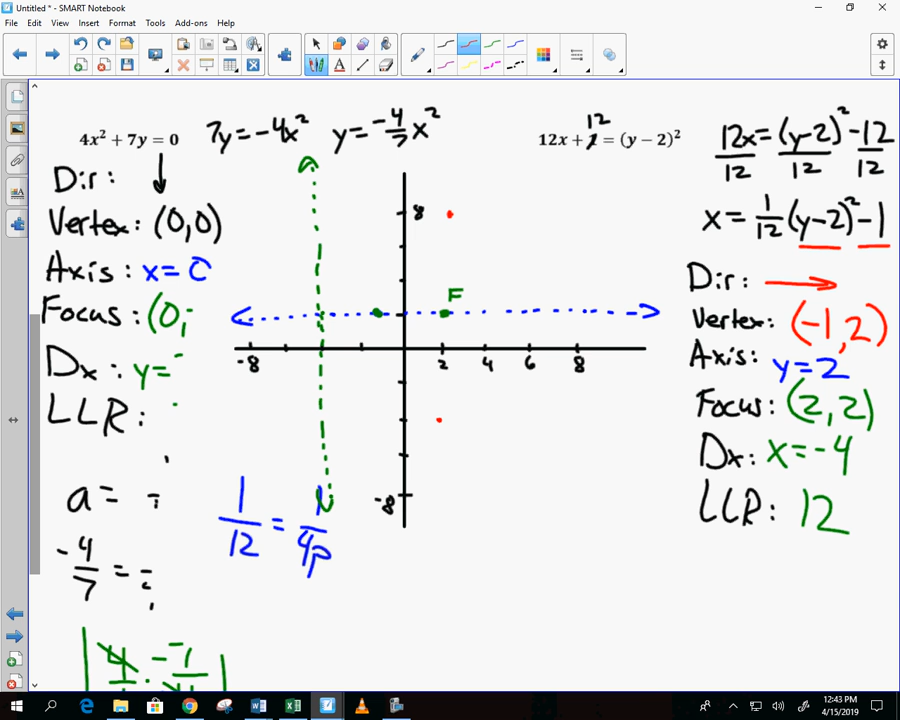 Untitled * - SMART Notebook
File Edit View Insert Format Tools Add-ons Help
4x² + 7y = 0
7y = -4x²
y = -4/7 x²
Dir: ↓
Vertex: (0,0)
Axis: x = 0
Focus: (0,
Dx: y =
LLR:
a =
-4/7 =
1/12 = 1/4p
8
F
-8 2 4 6 8
-8
12
12x + = (y − 2)²
12x/12 = (y-2)²/12 - 12/12
x = 1/12 (y-2)² - 1
Dir: →
Vertex: (-1,2)
Axis: y = 2
Focus: (2,2)
Dx: x = -4
LLR: 12
12:43 PM
4/15/2019